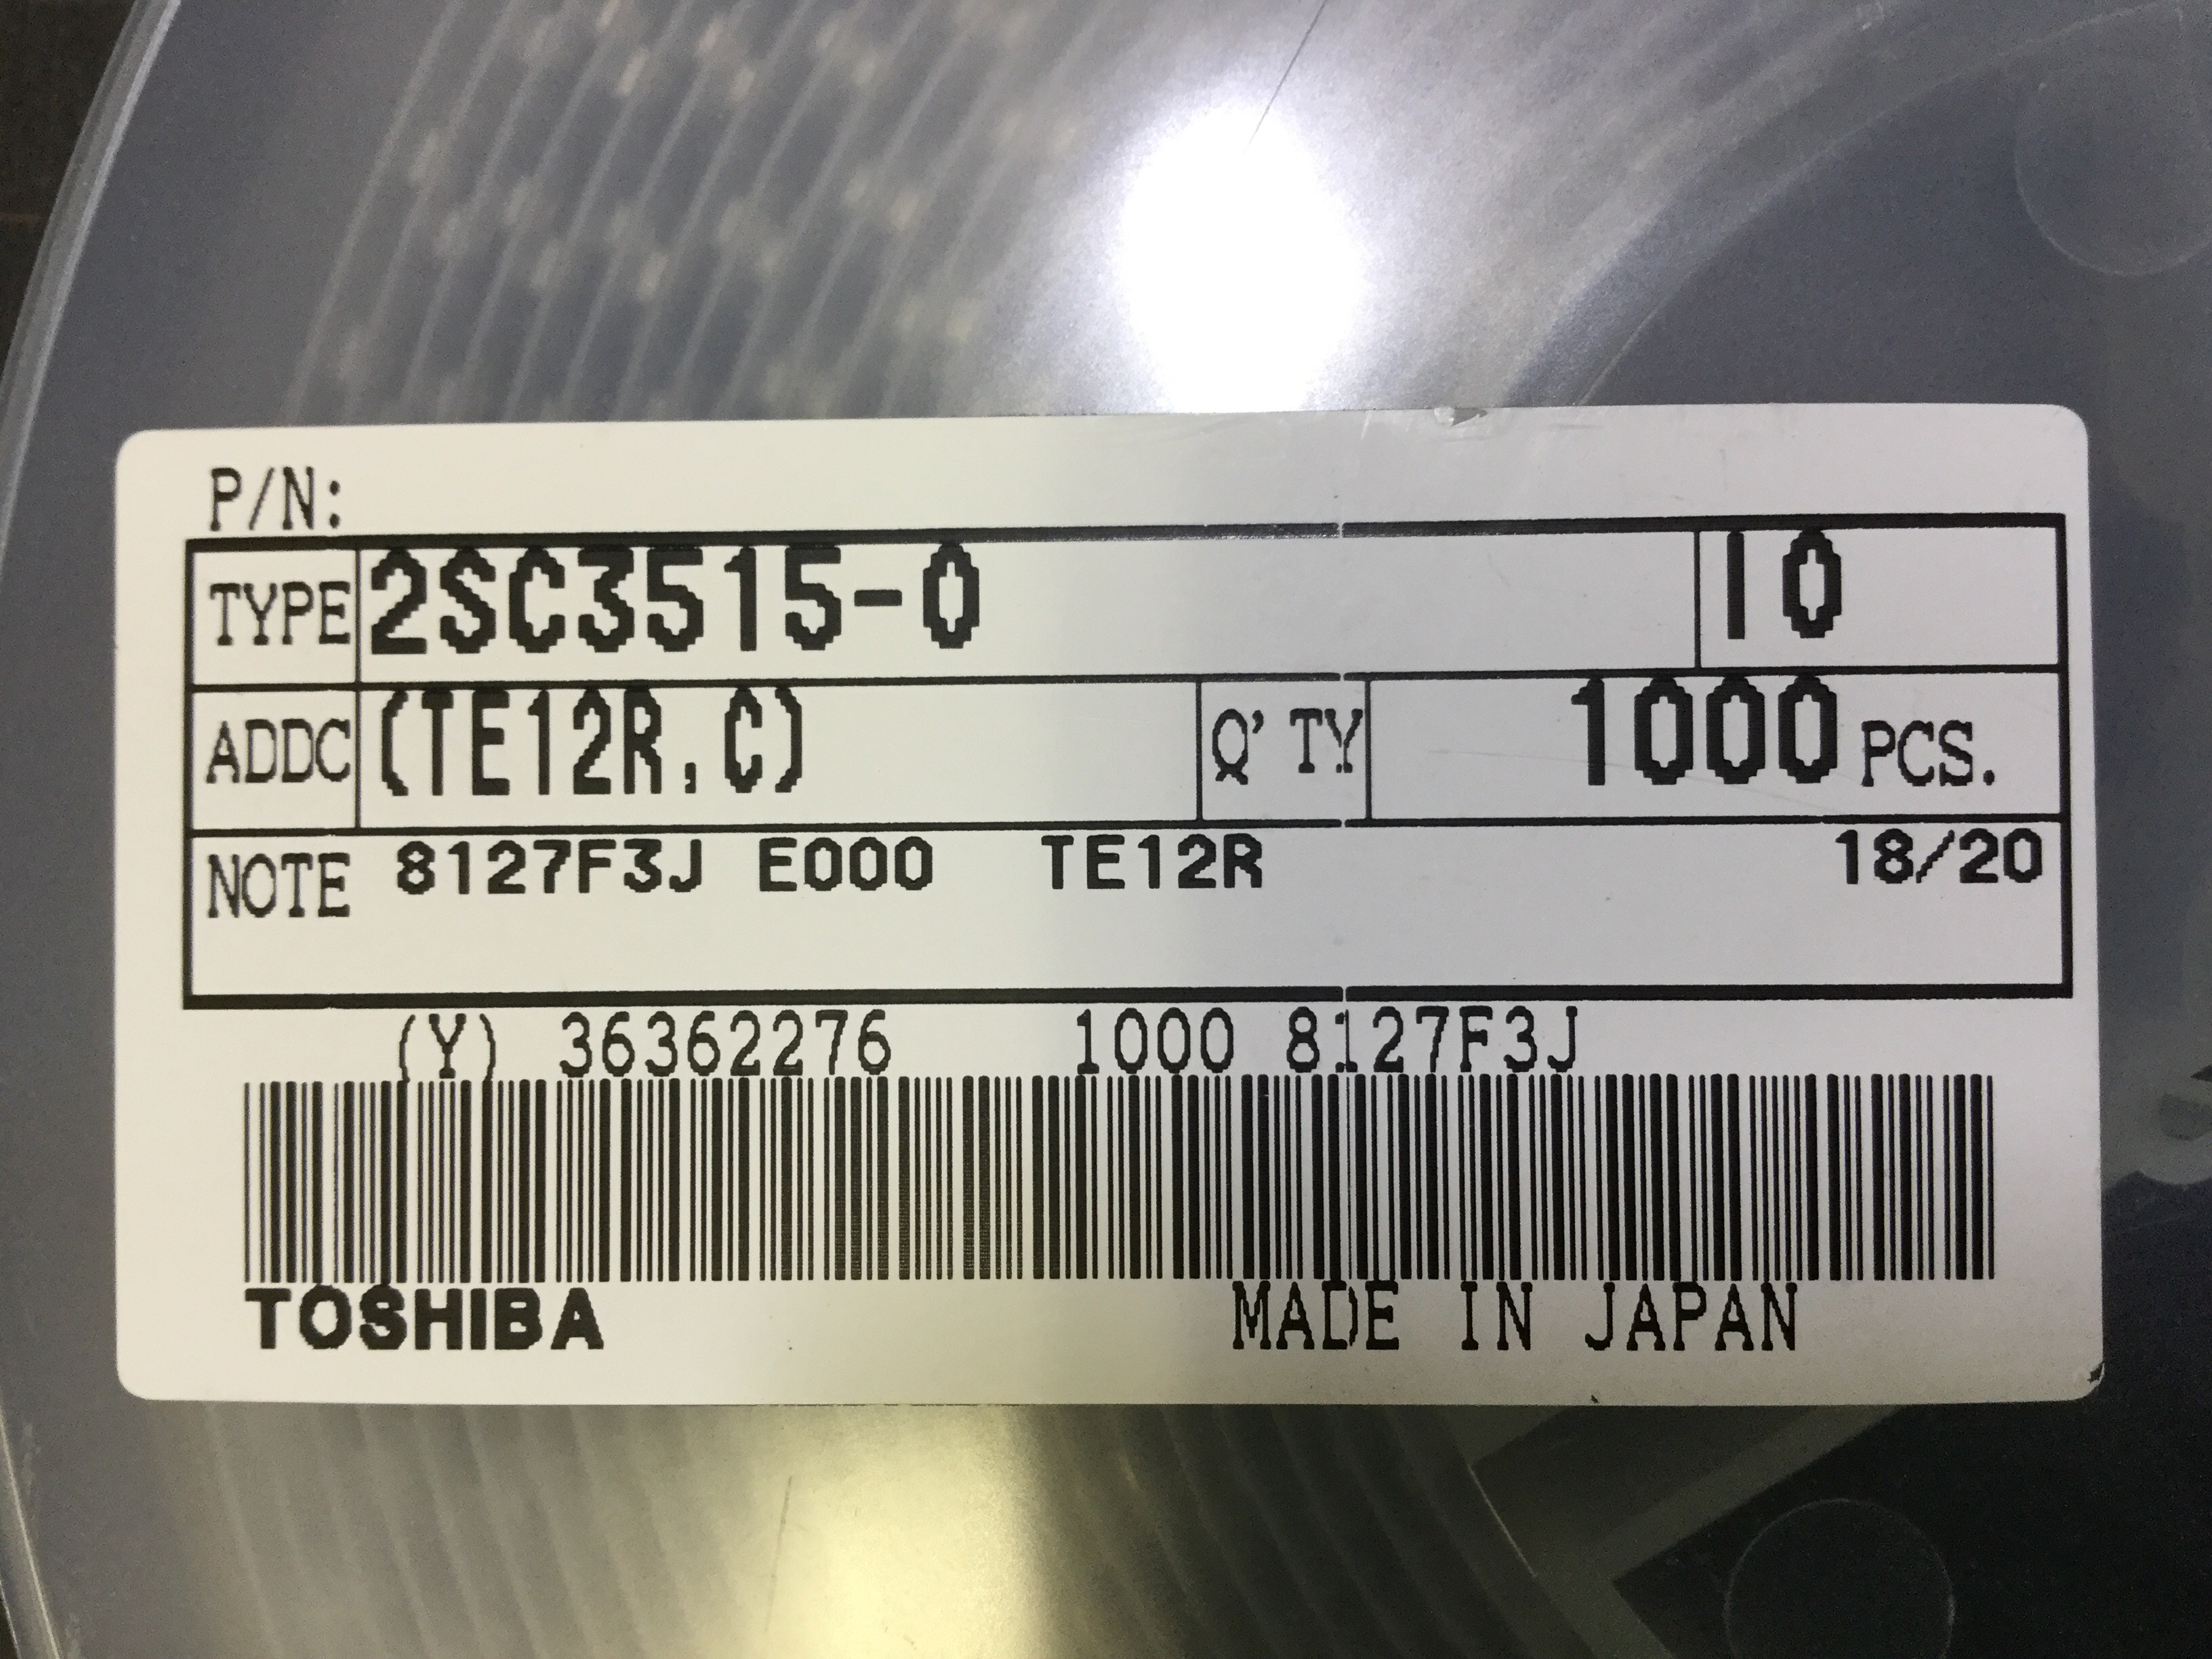 P/N:
TYPE 2SC3515-O IO
ADDC (TE12R,C) Q'TY 1000 PCS.
NOTE 8127F3J E000 TE12R 18/20
(Y) 36362276 1000 8127F3J
TOSHIBA MADE IN JAPAN